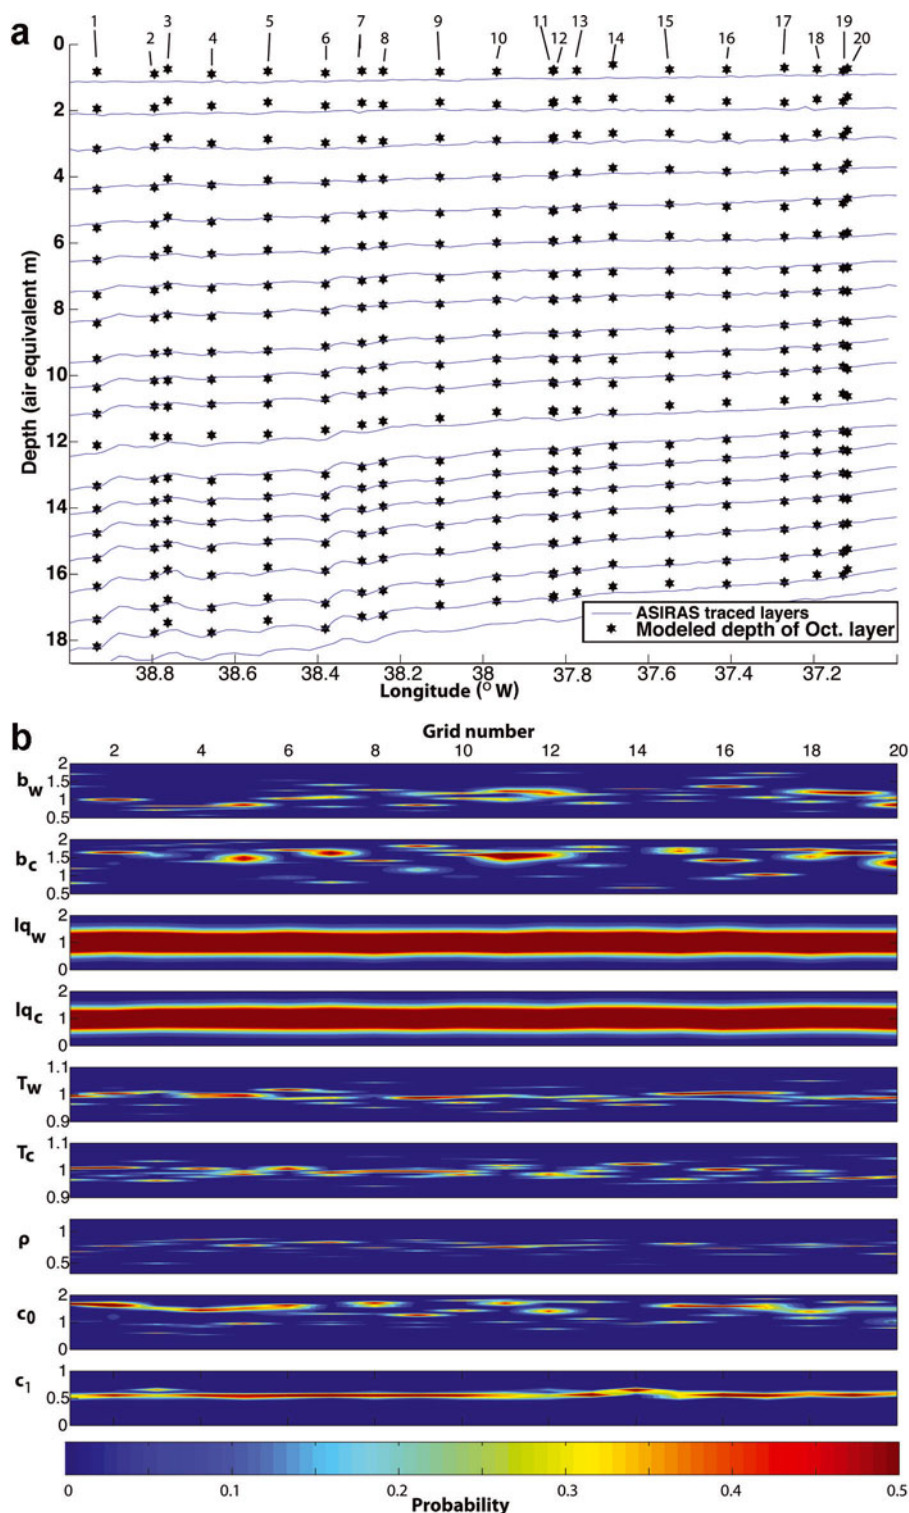 a
1 3 5 7 9 11 13 15 17 19
2 4 6 8 10 12 14 16 18 20
0
2
4
6
8
10
12
14
16
18
Depth (air equivalent m)
ASIRAS traced layers
Modeled depth of Oct. layer
38.8 38.6 38.4 38.2 38 37.8 37.6 37.4 37.2
Longitude (° W)
b
Grid number
2 4 6 8 10 12 14 16 18 20
b_w
2
1.5
1
0.5
b_c
2
1.5
1
0.5
lq_w
2
1
0
lq_c
2
1
0
T_w
1.1
1
0.9
T_c
1.1
1
0.9
ρ
1
0.5
c_0
2
1
0
c_1
1
0.5
0
0 0.1 0.2 0.3 0.4 0.5
Probability